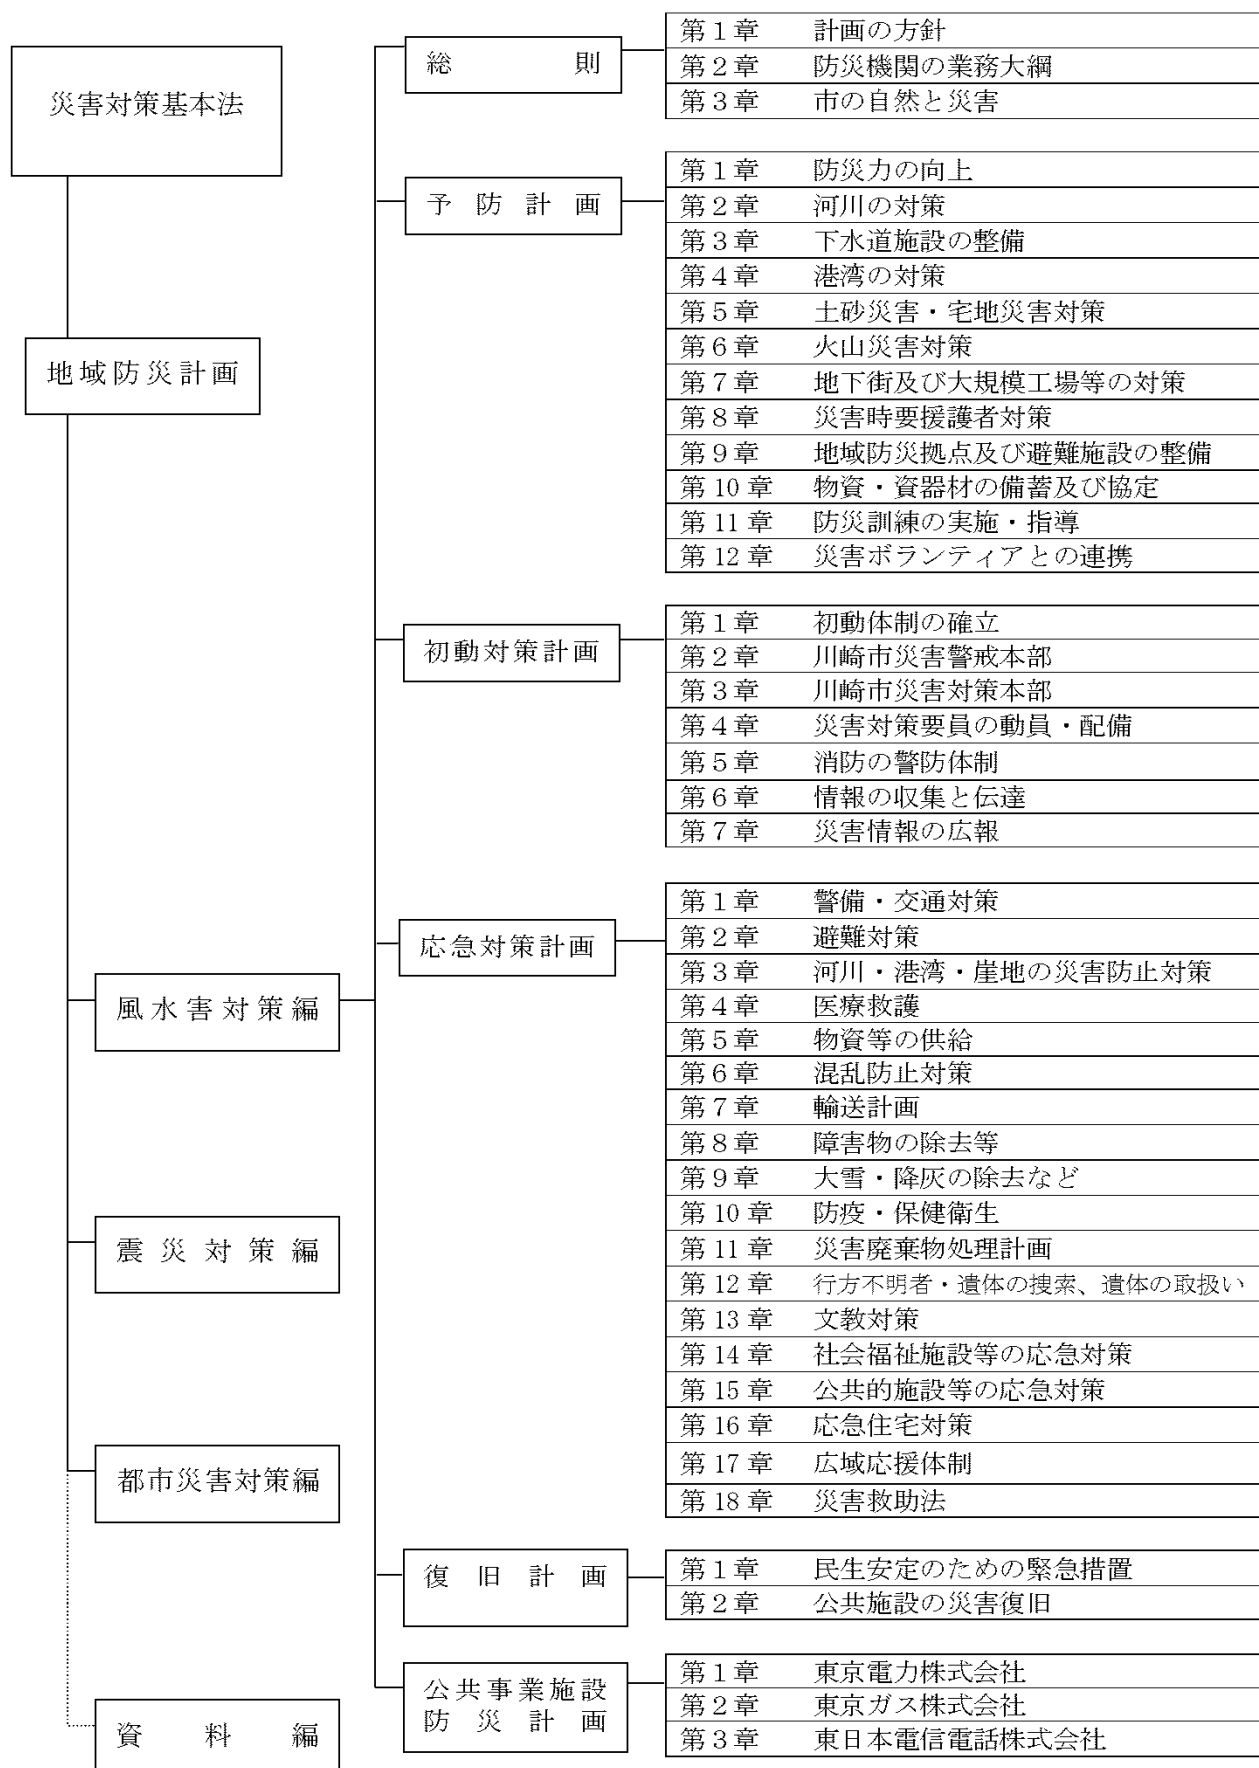 災害対策基本法
地域防災計画
風水害対策編
震災対策編
都市災害対策編
資料編
総則
第1章 計画の方針
第2章 防災機関の業務大綱
第3章 市の自然と災害
予防計画
第1章 防災力の向上
第2章 河川の対策
第3章 下水道施設の整備
第4章 港湾の対策
第5章 土砂災害・宅地災害対策
第6章 火山災害対策
第7章 地下街及び大規模工場等の対策
第8章 災害時要援護者対策
第9章 地域防災拠点及び避難施設の整備
第10章 物資・資器材の備蓄及び協定
第11章 防災訓練の実施・指導
第12章 災害ボランティアとの連携
初動対策計画
第1章 初動体制の確立
第2章 川崎市災害警戒本部
第3章 川崎市災害対策本部
第4章 災害対策要員の動員・配備
第5章 消防の警防体制
第6章 情報の収集と伝達
第7章 災害情報の広報
応急対策計画
第1章 警備・交通対策
第2章 避難対策
第3章 河川・港湾・崖地の災害防止対策
第4章 医療救護
第5章 物資等の供給
第6章 混乱防止対策
第7章 輸送計画
第8章 障害物の除去等
第9章 大雪・降灰の除去など
第10章 防疫・保健衛生
第11章 災害廃棄物処理計画
第12章 行方不明者・遺体の捜索、遺体の取扱い
第13章 文教対策
第14章 社会福祉施設等の応急対策
第15章 公共的施設等の応急対策
第16章 応急住宅対策
第17章 広域応援体制
第18章 災害救助法
復旧計画
第1章 民生安定のための緊急措置
第2章 公共施設の災害復旧
公共事業施設
防災計画
第1章 東京電力株式会社
第2章 東京ガス株式会社
第3章 東日本電信電話株式会社